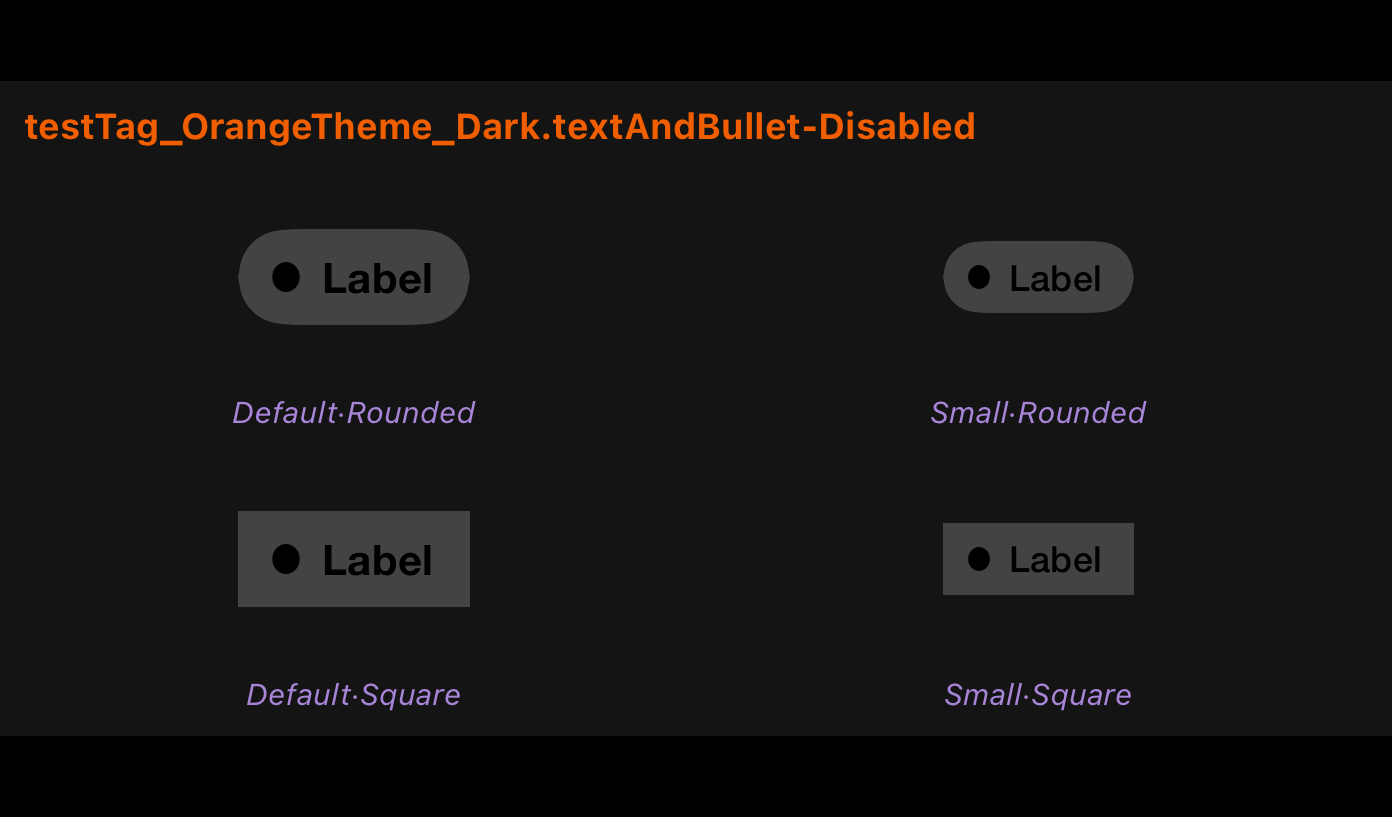 testTag_OrangeTheme_Dark.textAndBullet-Disabled
Label
Label
Default·Rounded
Small·Rounded
Label
Label
Default·Square
Small·Square